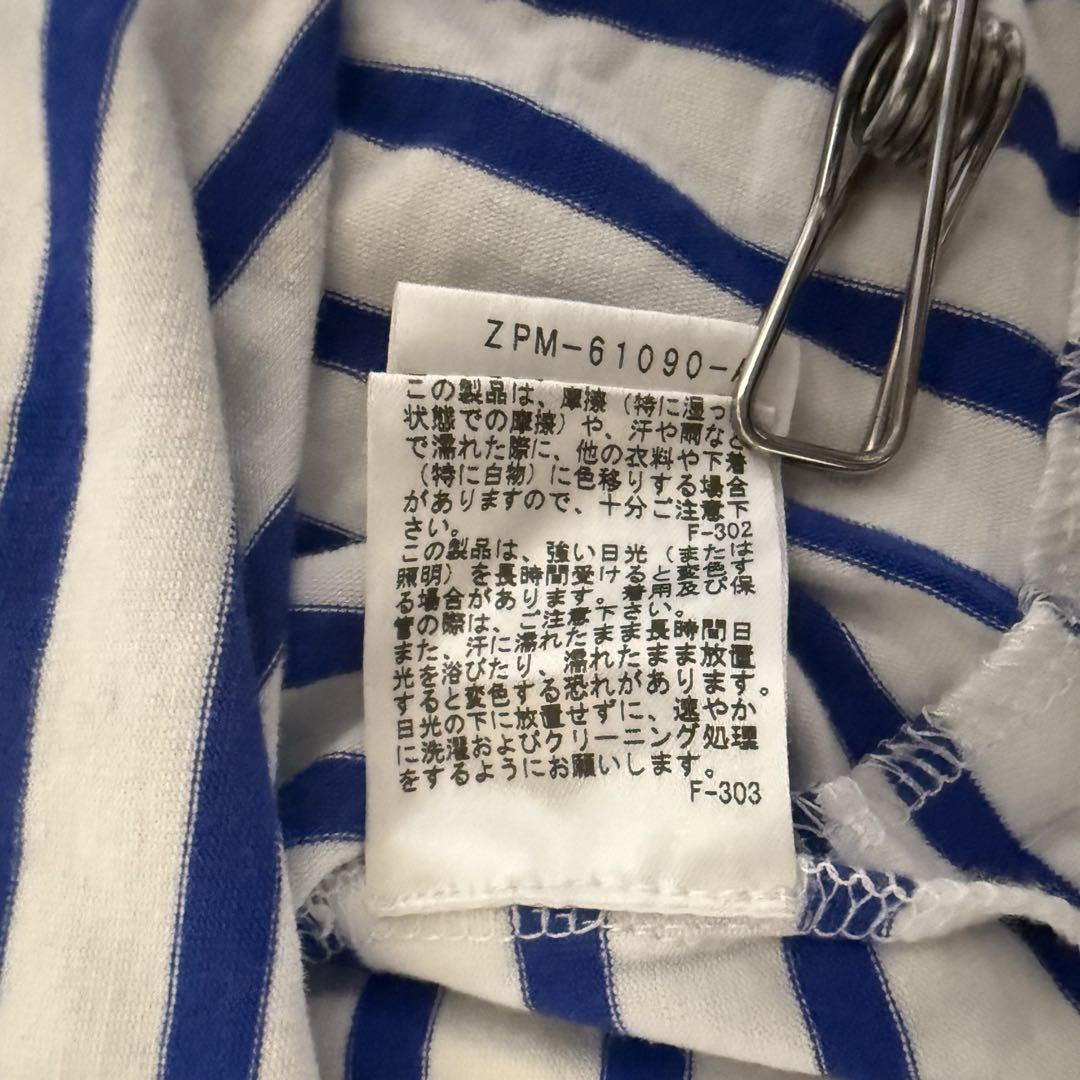 ZPM-61090-
この製品は、摩擦（特に湿っ
状態での摩擦）や、汗や雨など
で濡れた際に、他の衣料や下着
（特に白物）に色移りする場合
がありますので、十分ご注意下
さい。
F-302
この製品は、強い日光（または
照明）を長時間受けると変色す
る場合があります。着用及び保
管の際は、ご注意下さい。
また、汗に濡れたまま長時間日
光を浴びたり、濡れたまま放置
すると変色する恐れがあります。
日光の下に放置せずに、速やか
に洗濯およびクリーニング処理
をするようにお願いします。
F-303